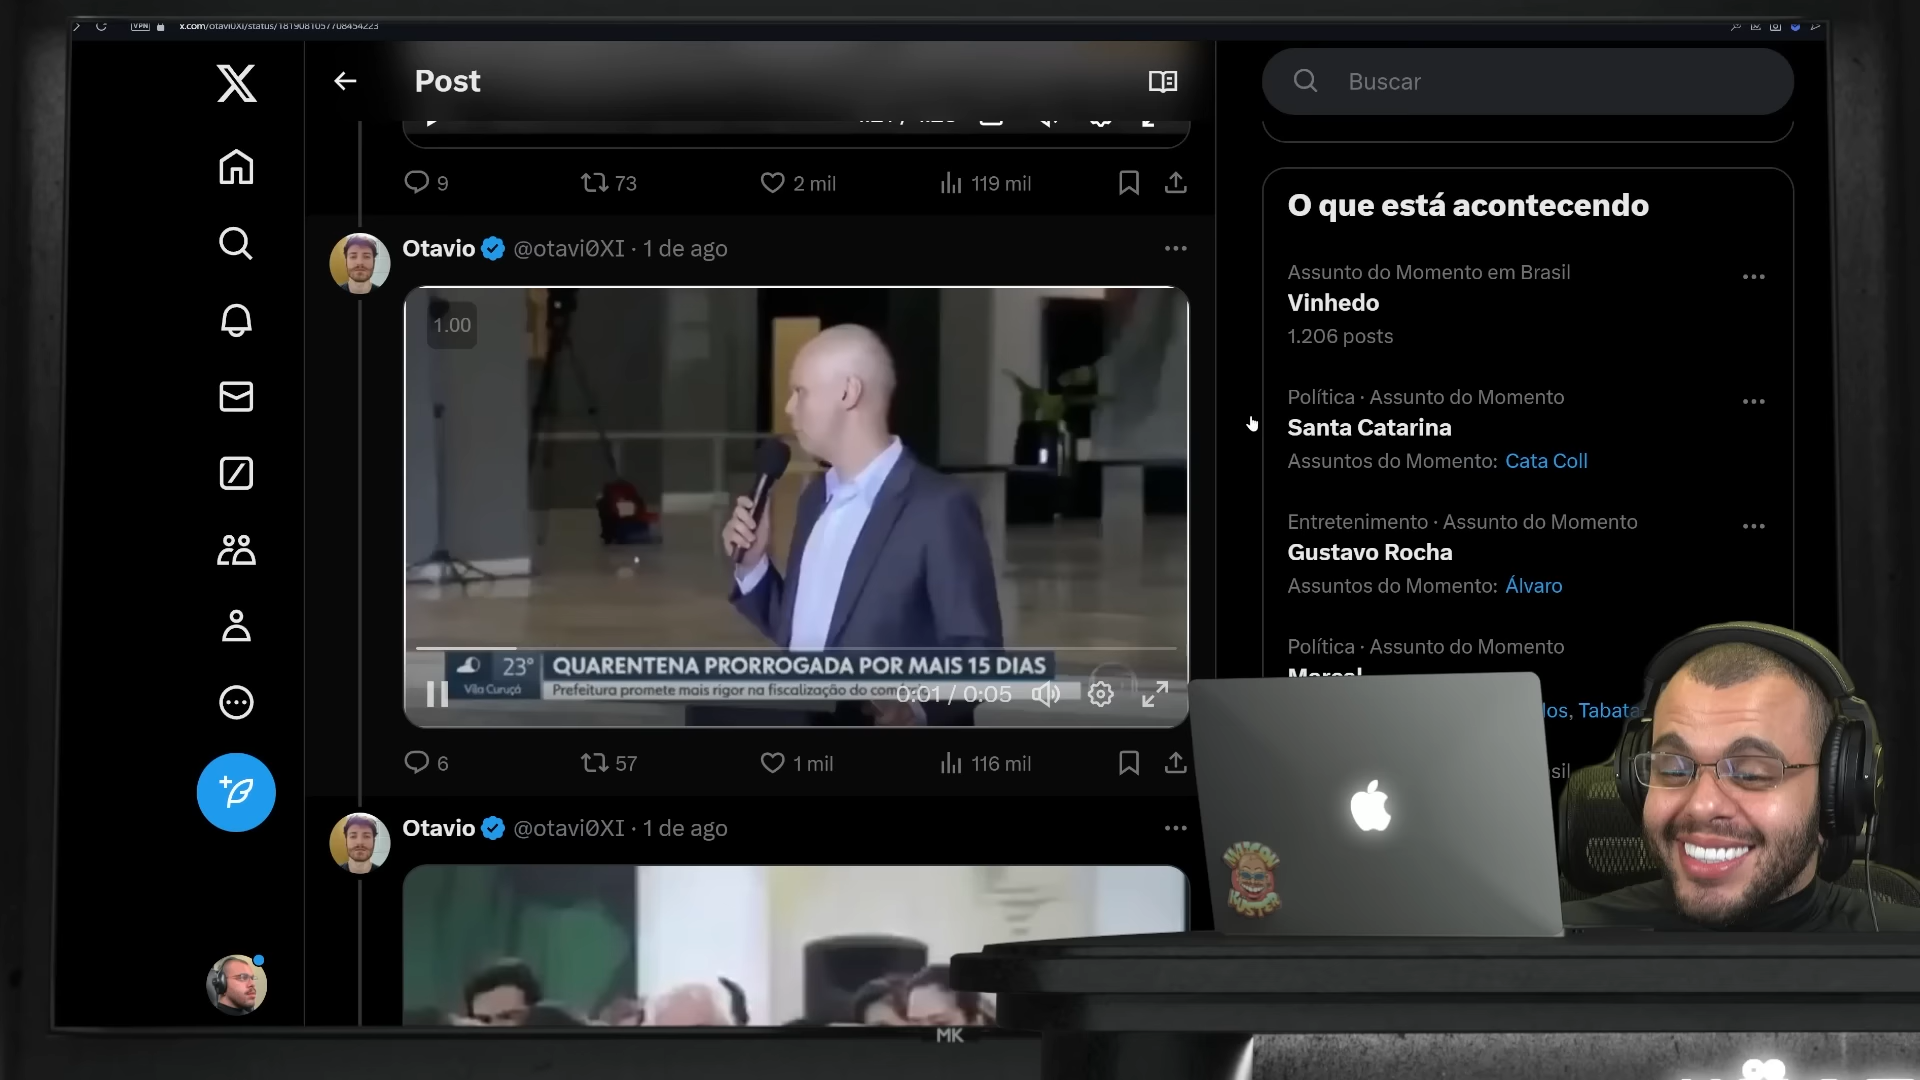 VPN
x.com/otavi0XI/status/1819081057708454223
Post
Buscar
9
73
2 mil
119 mil
O que está acontecendo
Assunto do Momento em Brasil
Vinhedo
1.206 posts
Política · Assunto do Momento
Santa Catarina
Assuntos do Momento: Cata Coll
Entretenimento · Assunto do Momento
Gustavo Rocha
Assuntos do Momento: Álvaro
Política · Assunto do Momento
Tabata
Otavio @otavi0XI · 1 de ago
1.00
23°
Vila Curuçá
QUARENTENA PRORROGADA POR MAIS 15 DIAS
Prefeitura promete mais rigor na fiscalização do
0:01 / 0:05
6
57
1 mil
116 mil
Otavio @otavi0XI · 1 de ago
MK